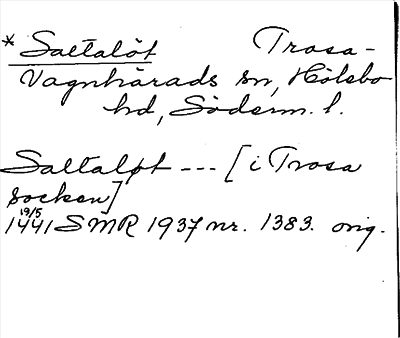 * Saltalöt Trosa-
Vagnhärads sn, Hölebo
hd, Söderm. l.
Saltaløt --- [i Trosa
socken]
19/5
1441 SMR 1937 nr. 1383. orig.